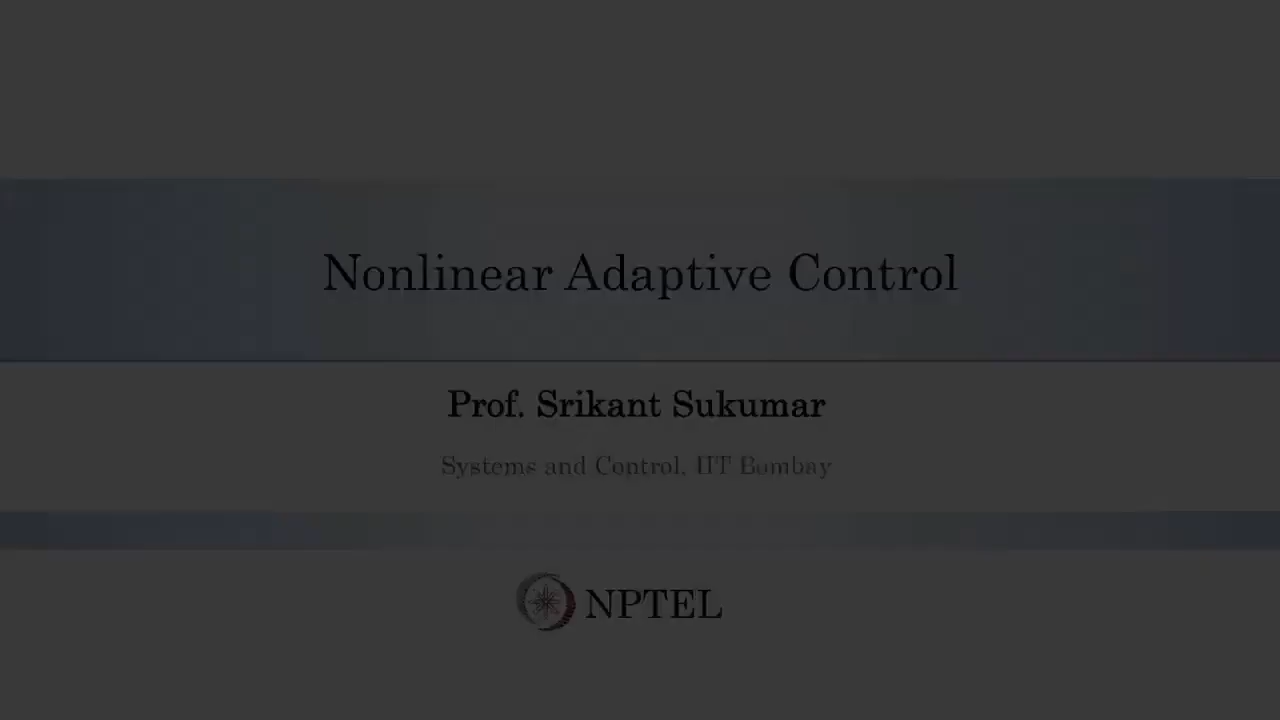 Nonlinear Adaptive Control
Prof. Srikant Sukumar
Systems and Control, IIT Bombay
NPTEL